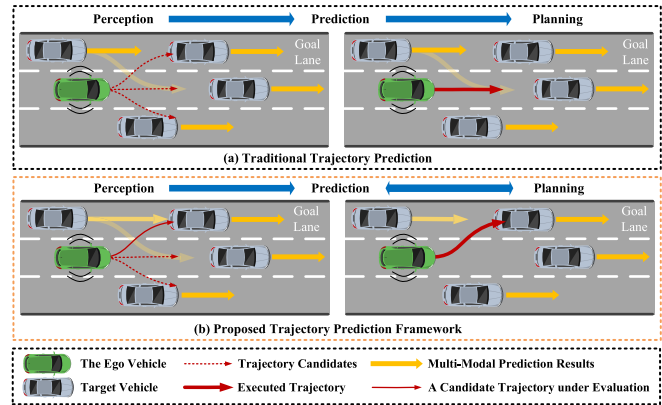 Perception Prediction Planning
Goal Lane
Goal Lane
(a) Traditional Trajectory Prediction
Perception Prediction Planning
Goal Lane
Goal Lane
(b) Proposed Trajectory Prediction Framework
The Ego Vehicle Trajectory Candidates Multi-Modal Prediction Results
Target Vehicle Executed Trajectory A Candidate Trajectory under Evaluation